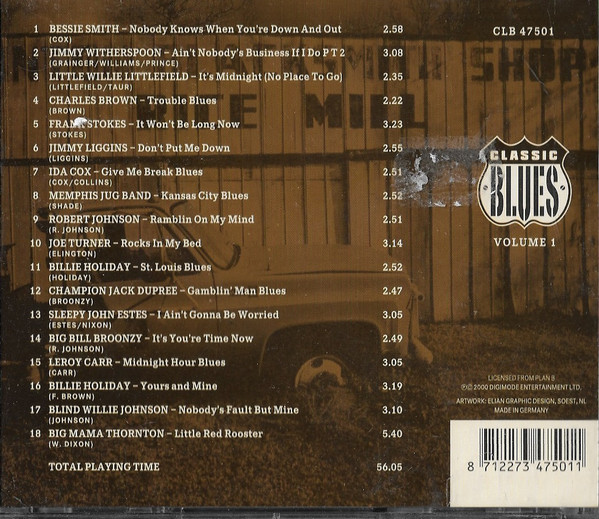 1 BESSIE SMITH – Nobody Knows When You're Down And Out 2.58
(COX)
2 JIMMY WITHERSPOON – Ain't Nobody's Business If I Do P T 2 3.08
(GRAINGER/WILLIAMS/PRINCE)
3 LITTLE WILLIE LITTLEFIELD – It's Midnight (No Place To Go) 2.35
(LITTLEFIELD/TAUR)
4 CHARLES BROWN – Trouble Blues 2.22
(BROWN)
5 FRANK STOKES – It Won't Be Long Now 3.23
(STOKES)
6 JIMMY LIGGINS – Don't Put Me Down 2.55
(LIGGINS)
7 IDA COX – Give Me Break Blues 2.51
(COX/COLLINS)
8 MEMPHIS JUG BAND – Kansas City Blues 2.52
(SHADE)
9 ROBERT JOHNSON – Ramblin On My Mind 2.51
(R. JOHNSON)
10 JOE TURNER – Rocks In My Bed 3.14
(ELINGTON)
11 BILLIE HOLIDAY – St. Louis Blues 2.52
(HOLIDAY)
12 CHAMPION JACK DUPREE – Gamblin' Man Blues 2.47
(BROONZY)
13 SLEEPY JOHN ESTES – I Ain't Gonna Be Worried 3.05
(ESTES/NIXON)
14 BIG BILL BROONZY – It's You're Time Now 2.49
(R. JOHNSON)
15 LEROY CARR – Midnight Hour Blues 3.05
(CARR)
16 BILLIE HOLIDAY – Yours and Mine 3.19
(F. BROWN)
17 BLIND WILLIE JOHNSON – Nobody's Fault But Mine 3.10
(JOHNSON)
18 BIG MAMA THORNTON – Little Red Rooster 5.40
(W. DIXON)
TOTAL PLAYING TIME 56.05
CLB 47501
SHOP
MILL
CLASSIC
BLUES
VOLUME 1
LICENSED FROM PLAN 9
℗© 2000 DIGIMODE ENTERTAINMENT LTD.
ARTWORK: ELIAN GRAPHIC DESIGN, SOEST, NL
MADE IN GERMANY
8 712273 475011